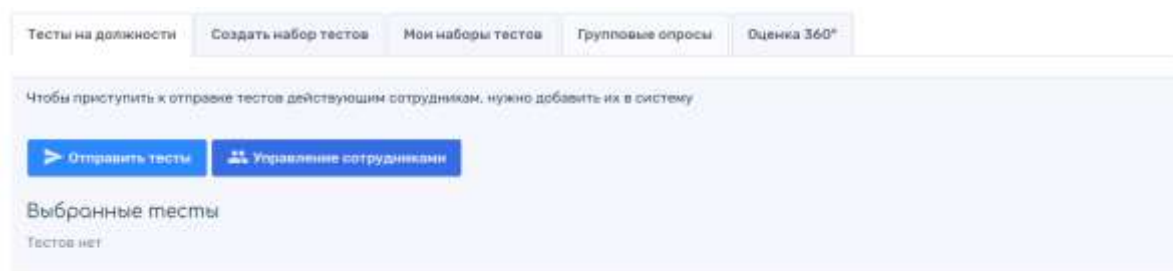 Тесты на должности Создать набор тестов Мои наборы тестов Групповые опросы Оценка 360°
Чтобы приступить к отправке тестов действующим сотрудникам, нужно добавить их в систему
Отправить тесты Управление сотрудниками
Выбранные тесты
Тестов нет